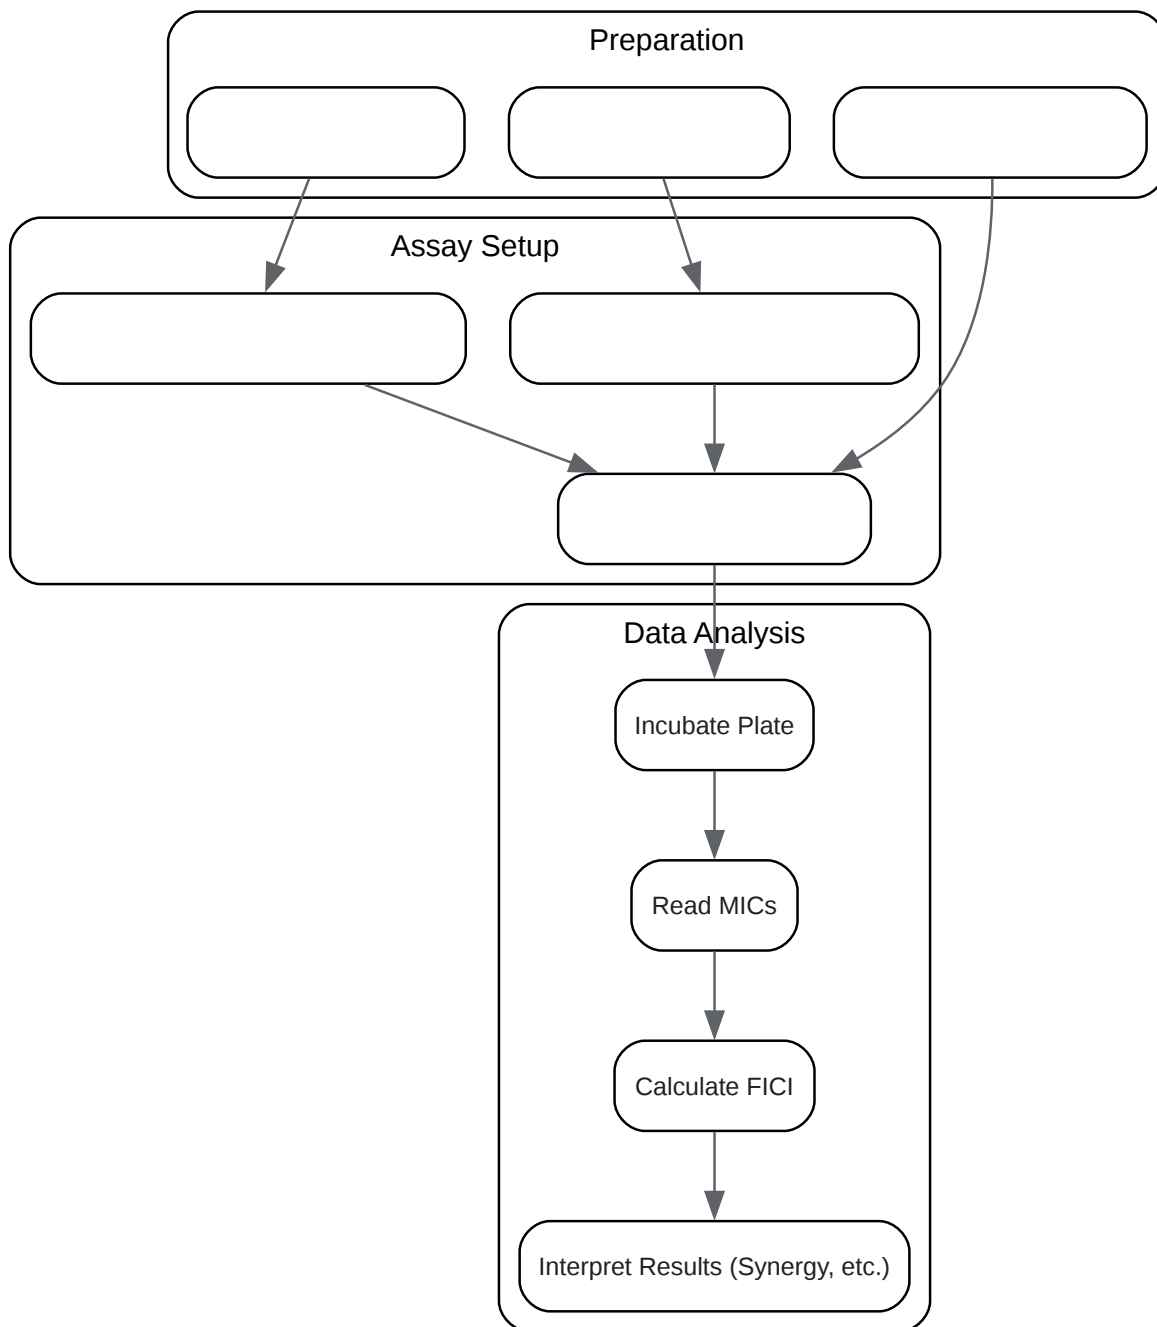 Preparation
Assay Setup
Data Analysis
Incubate Plate
Read MICs
Calculate FICI
Interpret Results (Synergy, etc.)